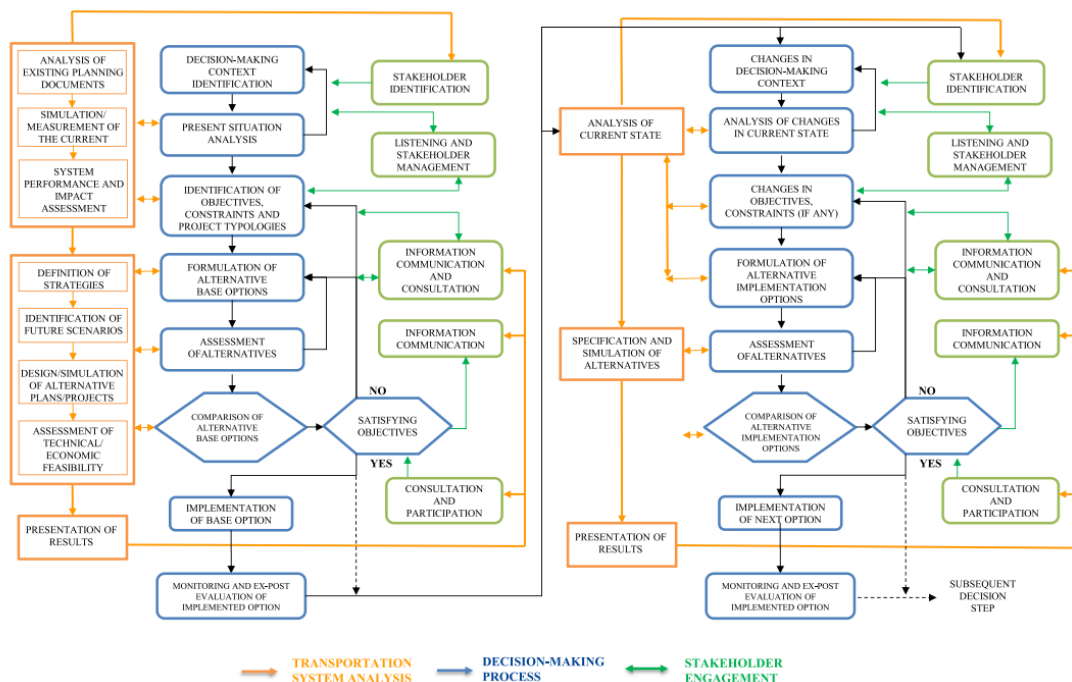 ANALYSIS OF
EXISTING PLANNING
DOCUMENTS
SIMULATION/
MEASUREMENT OF
THE CURRENT
SYSTEM
PERFORMANCE AND
IMPACT
ASSESSMENT
DEFINITION OF
STRATEGIES
IDENTIFICATION OF
FUTURE SCENARIOS
DESIGN/SIMULATION
OF ALTERNATIVE
PLANS/PROJECTS
ASSESSMENT OF
TECHNICAL/
ECONOMIC
FEASIBILITY
PRESENTATION OF
RESULTS
DECISION-MAKING
CONTEXT
IDENTIFICATION
PRESENT SITUATION
ANALYSIS
IDENTIFICATION OF
OBJECTIVES,
CONSTRAINTS AND
PROJECT TYPOLOGIES
FORMULATION OF
ALTERNATIVE
BASE OPTIONS
ASSESSMENT
OFALTERNATIVES
COMPARISON OF
ALTERNATIVE
BASE OPTIONS
NO
SATISFYING
OBJECTIVES
YES
IMPLEMENTATION
OF BASE OPTION
MONITORING AND EX-POST
EVALUATION OF
IMPLEMENTED OPTION
STAKEHOLDER
IDENTIFICATION
LISTENING AND
STAKEHOLDER
MANAGEMENT
INFORMATION
COMMUNICATION
AND
CONSULTATION
INFORMATION
COMMUNICATION
CONSULTATION
AND
PARTICIPATION
ANALYSIS OF
CURRENT STATE
SPECIFICATION AND
SIMULATION OF
ALTERNATIVES
PRESENTATION OF
RESULTS
CHANGES IN
DECISION-MAKING
CONTEXT
ANALYSIS OF CHANGES
IN CURRENT STATE
CHANGES IN
OBJECTIVES,
CONSTRAINTS (IF ANY)
FORMULATION OF
ALTERNATIVE
IMPLEMENTATION
OPTIONS
ASSESSMENT
OFALTERNATIVES
COMPARISON OF
ALTERNATIVE
IMPLEMENTATION
OPTIONS
NO
SATISFYING
OBJECTIVES
YES
IMPLEMENTATION
OF NEXT OPTION
MONITORING AND EX-POST
EVALUATION OF
IMPLEMENTED OPTION
SUBSEQUENT
DECISION
STEP
STAKEHOLDER
IDENTIFICATION
LISTENING AND
STAKEHOLDER
MANAGEMENT
INFORMATION
COMMUNICATION
AND
CONSULTATION
INFORMATION
COMMUNICATION
CONSULTATION
AND
PARTICIPATION
TRANSPORTATION
SYSTEM ANALYSIS
DECISION-MAKING
PROCESS
STAKEHOLDER
ENGAGEMENT